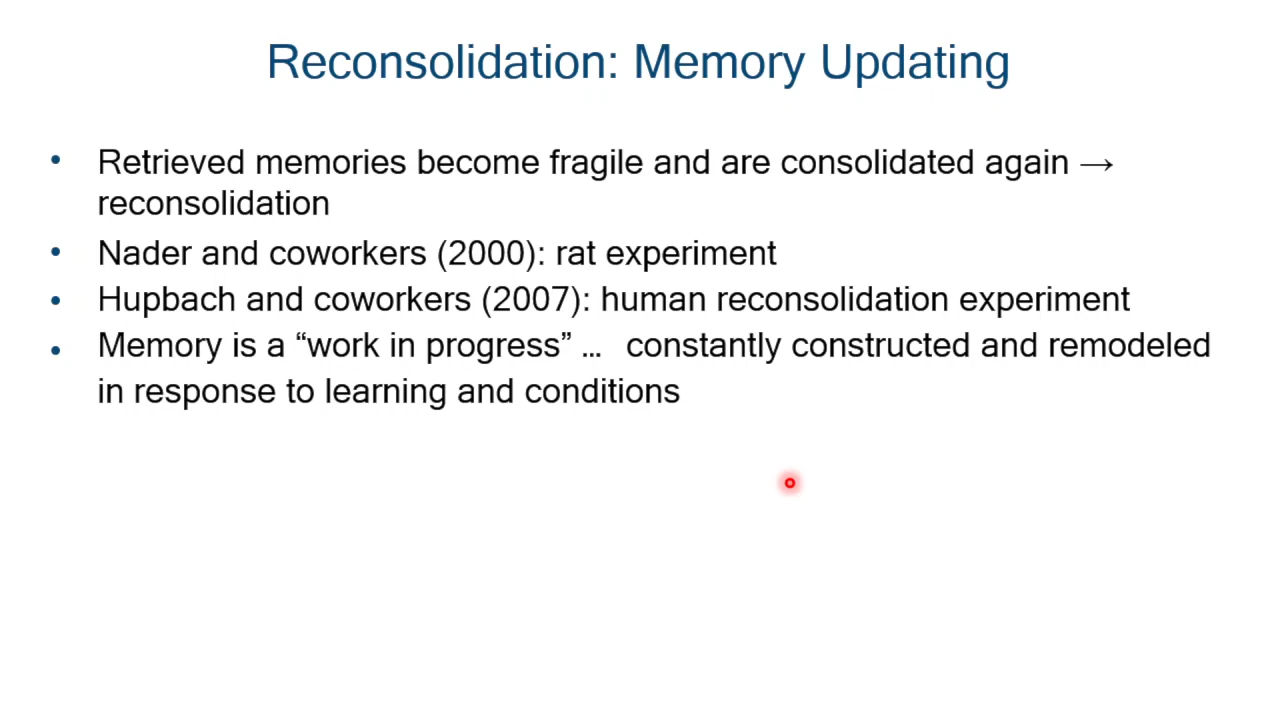 Reconsolidation: Memory Updating
• Retrieved memories become fragile and are consolidated again →
reconsolidation
• Nader and coworkers (2000): rat experiment
• Hupbach and coworkers (2007): human reconsolidation experiment
• Memory is a “work in progress” … constantly constructed and remodeled
in response to learning and conditions